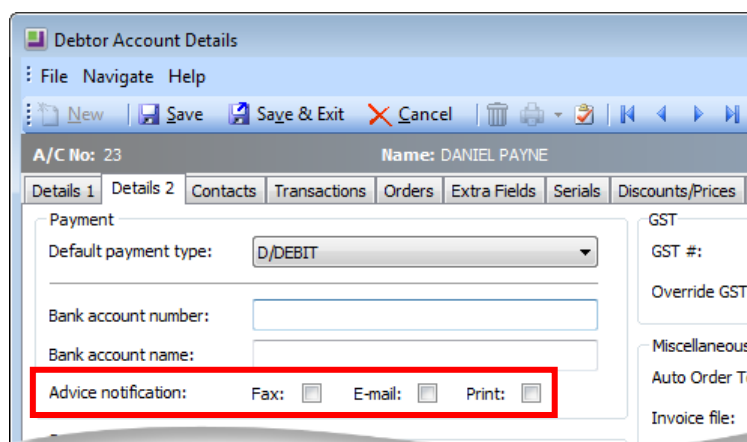 Debtor Account Details
File Navigate Help
New Save Save & Exit Cancel
A/C No: 23 Name: DANIEL PAYNE
Details 1 Details 2 Contacts Transactions Orders Extra Fields Serials Discounts/Prices
Payment GST
Default payment type: D/DEBIT GST #:
Override GST
Bank account number:
Bank account name: Miscellaneous
Advice notification: Fax: E-mail: Print: Auto Order
Invoice file: